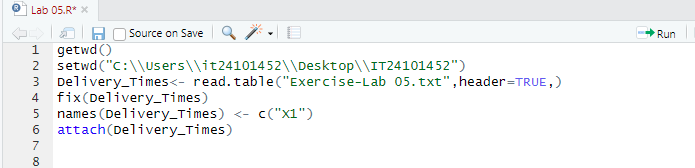 Lab 05.R*
Source on Save
Run
1 getwd()
2 setwd("C:\\Users\\it24101452\\Desktop\\IT24101452")
3 Delivery_Times<- read.table("Exercise-Lab 05.txt",header=TRUE,)
4 fix(Delivery_Times)
5 names(Delivery_Times) <- c("X1")
6 attach(Delivery_Times)
7
8